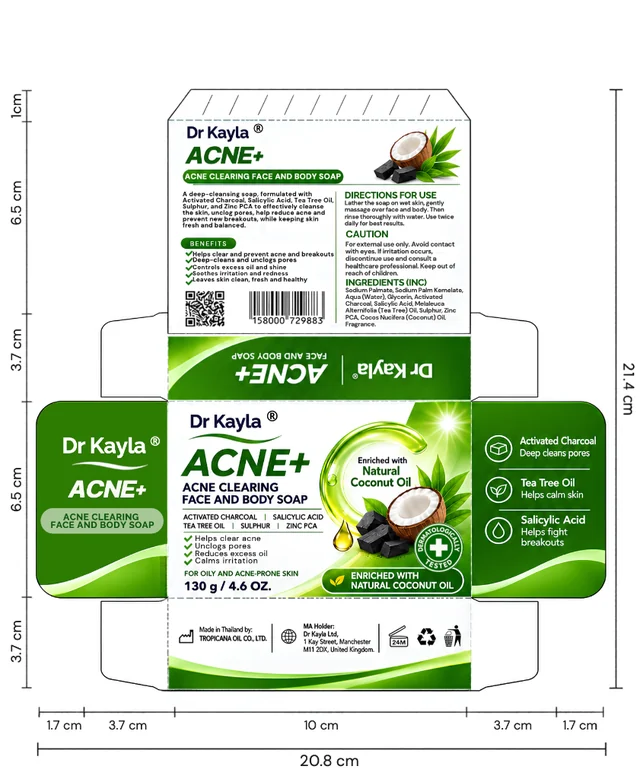 1cm
6.5 cm
3.7 cm
6.5 cm
3.7 cm
Dr Kayla ®
ACNE+
ACNE CLEARING FACE AND BODY SOAP
A deep-cleansing soap, formulated with
Activated Charcoal, Salicylic Acid, Tea Tree Oil,
Sulphur, and Zinc PCA to effectively cleanse
the skin, unclog pores, help reduce acne and
prevent new breakouts, while keeping skin
fresh and balanced.
BENEFITS
Helps clear and prevent acne and breakouts
Deep-cleans and unclogs pores
Controls excess oil and shine
Soothes irritation and redness
Leaves skin clean, fresh and healthy
158000 729883
DIRECTIONS FOR USE
Lather the soap on wet skin, gently
massage over face and body. Then
rinse thoroughly with water. Use twice
daily for best results.
CAUTION
For external use only. Avoid contact
with eyes. If irritation occurs,
discontinue use and consult a
healthcare professional. Keep out of
reach of children.
INGREDIENTS (INC)
Sodium Palmate, Sodium Palm Kernelate,
Aqua (Water), Glycerin, Activated
Charcoal, Salicylic Acid, Melaleuca
Alternifolia (Tea Tree) Oil, Sulphur, Zinc
PCA, Cocos Nucifera (Coconut) Oil,
Fragrance.
Dr Kayla®
ACNE+
FACE AND BODY SOAP
Dr Kayla ®
ACNE+
ACNE CLEARING
FACE AND BODY SOAP
Dr Kayla ®
ACNE+
ACNE CLEARING
FACE AND BODY SOAP
ACTIVATED CHARCOAL | SALICYLIC ACID
TEA TREE OIL | SULPHUR | ZINC PCA
Helps clear acne
Unclogs pores
Reduces excess oil
Calms irritation
FOR OILY AND ACNE-PRONE SKIN
130 g / 4.6 OZ.
Enriched with
Natural
Coconut Oil
DERMATOLOGICALLY
TESTED
ENRICHED WITH
NATURAL COCONUT OIL
Activated Charcoal
Deep cleans pores
Tea Tree Oil
Helps calm skin
Salicylic Acid
Helps fight
breakouts
Made in Thailand by:
TROPICANA OIL CO., LTD.
MA Holder:
Dr Kayla Ltd,
1 Kay Street, Manchester
M11 2DX, United Kingdom.
24M
21.4 cm
1.7 cm
3.7 cm
10 cm
3.7 cm
1.7 cm
20.8 cm